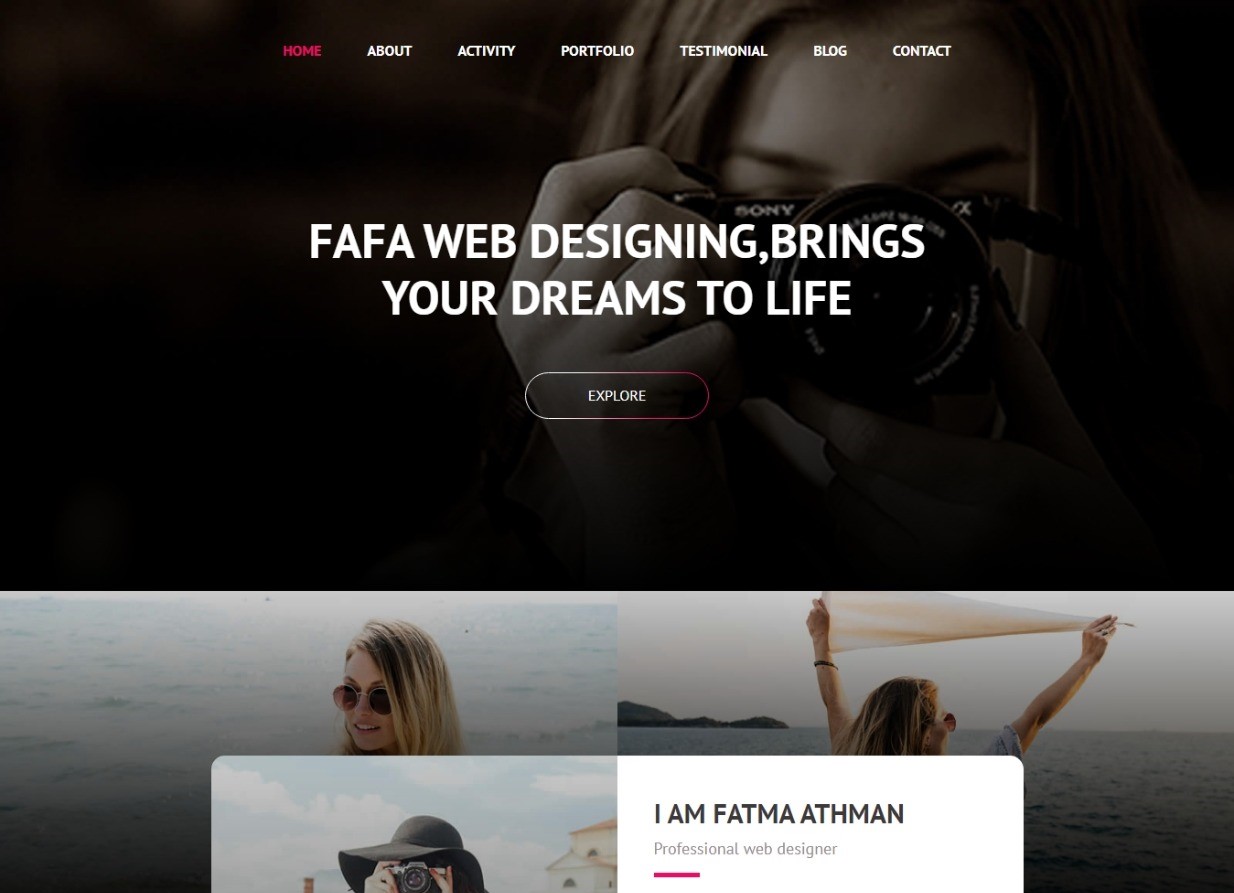 HOME ABOUT ACTIVITY PORTFOLIO TESTIMONIAL BLOG CONTACT
SONY
FAFA WEB DESIGNING,BRINGS
YOUR DREAMS TO LIFE
EXPLORE
I AM FATMA ATHMAN
Professional web designer